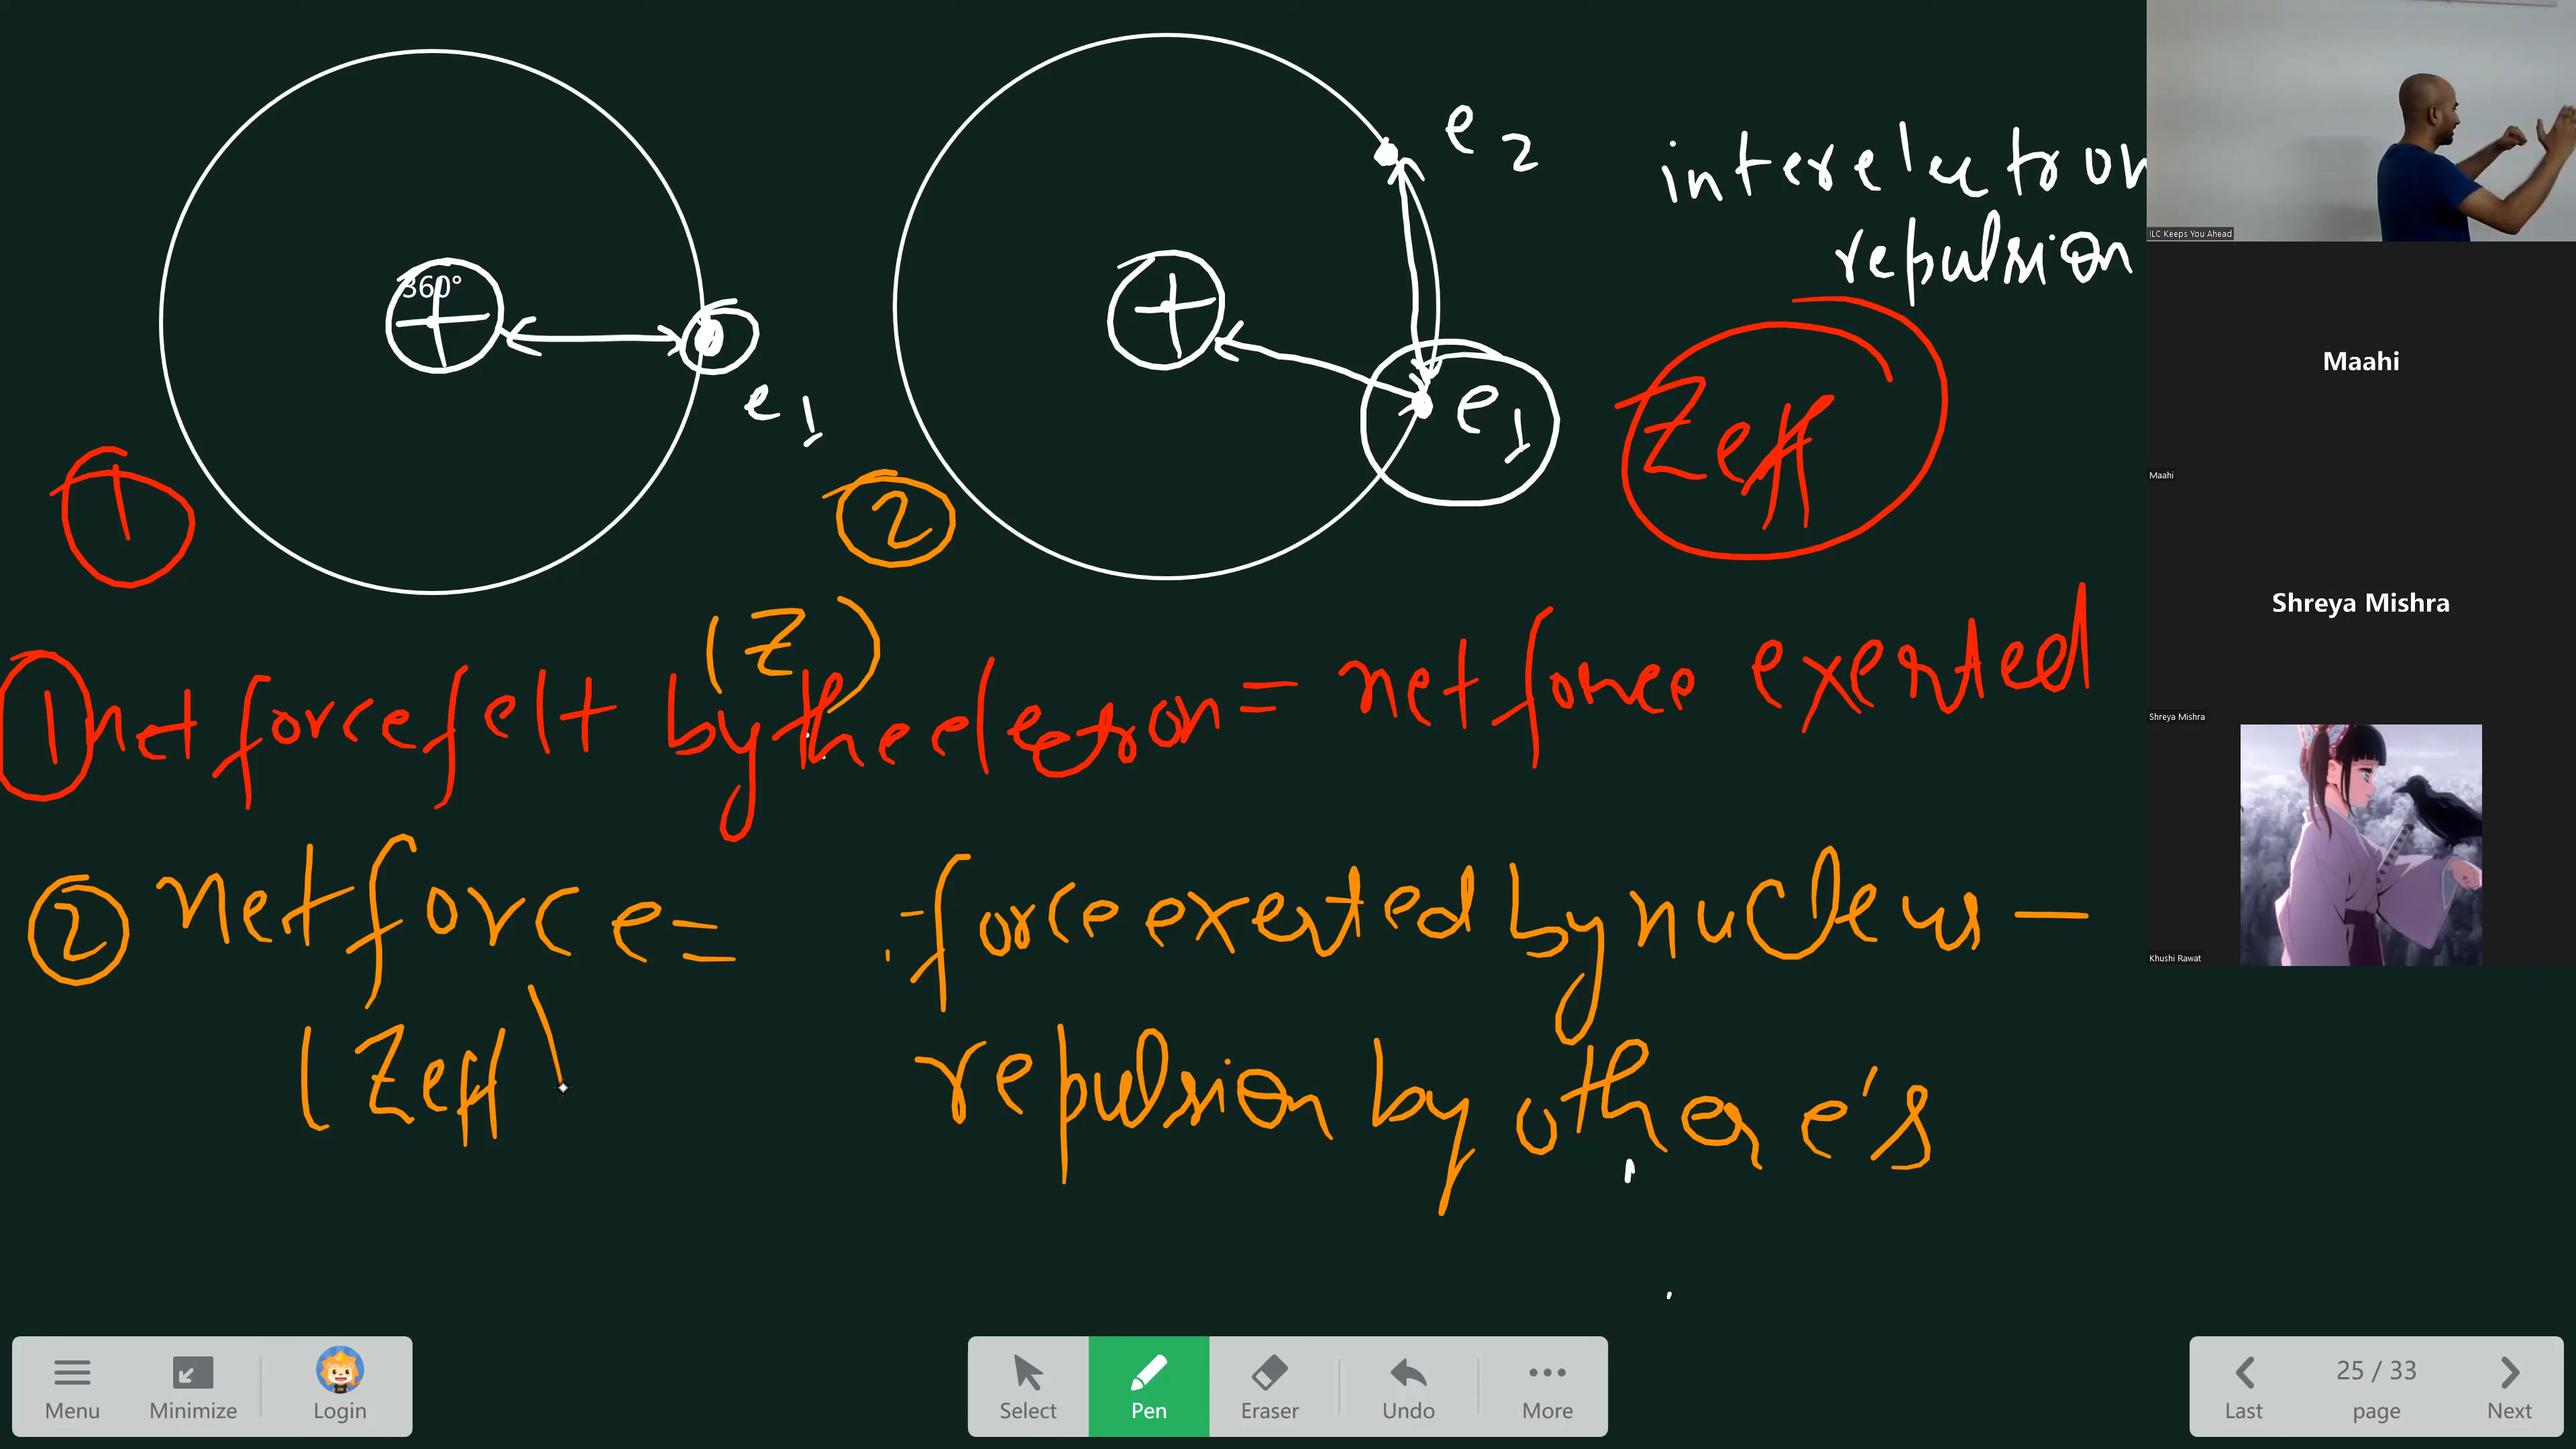 360°
e1
e2
interelectron
repulsion
1
2
Zeff
(Z)
1 net force felt by the electron = net force exerted
2 net force = force exerted by nucleus –
(Zeff)
repulsion by other e's
ILC Keeps You Ahead
Maahi
Maahi
Shreya Mishra
Shreya Mishra
Khushi Rawat
e1
Menu
Minimize
Login
Select
Pen
Eraser
Undo
More
Last
25 / 33
page
Next